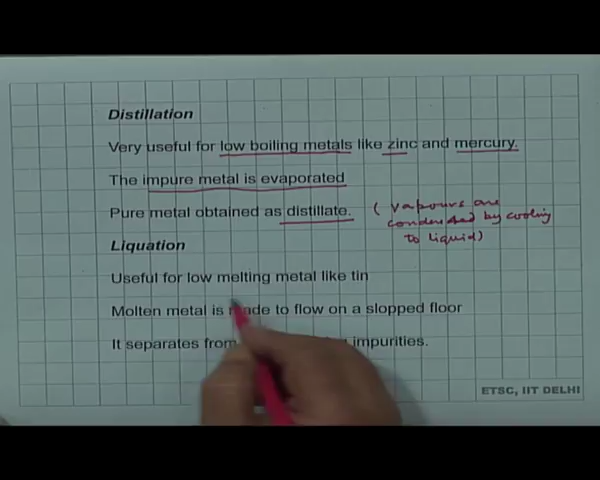 Distillation
Very useful for low boiling metals like zinc and mercury.
The impure metal is evaporated
Pure metal obtained as distillate. (vapours are
condensed by cooling
to liquid)
Liquation
Useful for low melting metal like tin
Molten metal is made to flow on a slopped floor
It separates from impurities.
ETSC, IIT DELHI